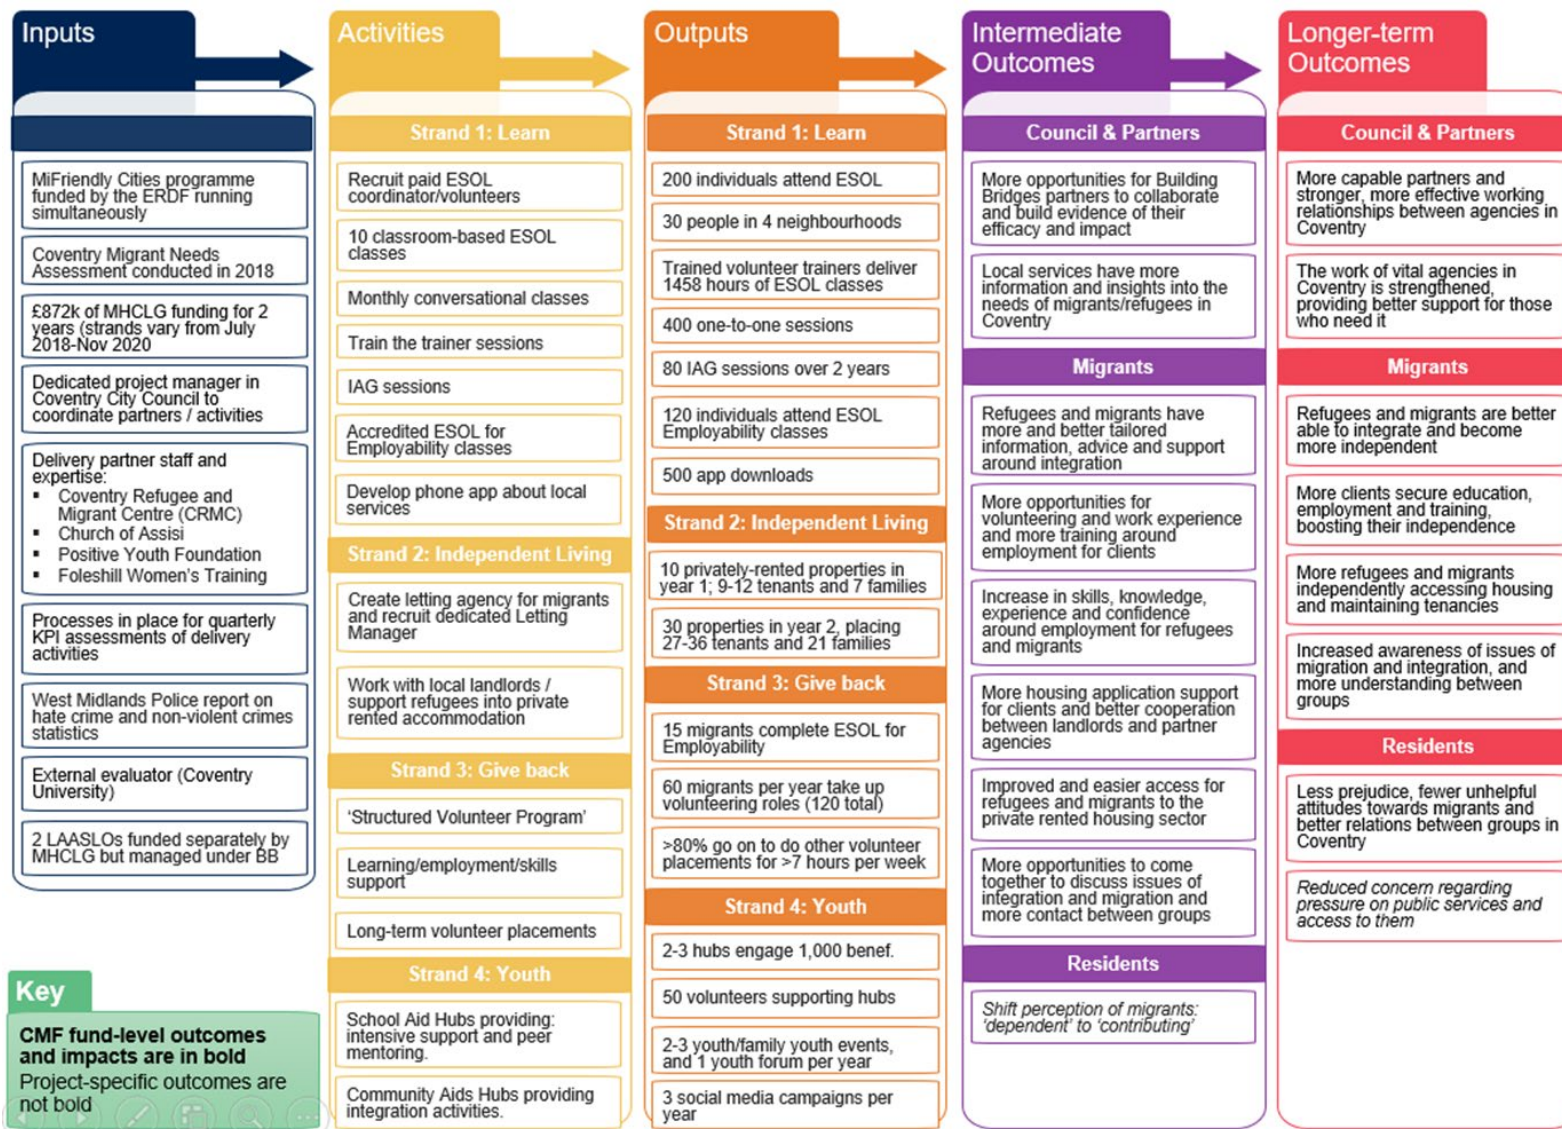 Inputs
MiFriendly Cities programme
funded by the ERDF running
simultaneously
Coventry Migrant Needs
Assessment conducted in 2018
£872k of MHCLG funding for 2
years (strands vary from July
2018-Nov 2020
Dedicated project manager in
Coventry City Council to
coordinate partners / activities
Delivery partner staff and
expertise:
▪ Coventry Refugee and
Migrant Centre (CRMC)
▪ Church of Assisi
▪ Positive Youth Foundation
▪ Foleshill Women's Training
Processes in place for quarterly
KPI assessments of delivery
activities
West Midlands Police report on
hate crime and non-violent crimes
statistics
External evaluator (Coventry
University)
2 LAASLOs funded separately by
MHCLG but managed under BB
Key
CMF fund-level outcomes
and impacts are in bold
Project-specific outcomes are
not bold
Activities
Strand 1: Learn
Recruit paid ESOL
coordinator/volunteers
10 classroom-based ESOL
classes
Monthly conversational classes
Train the trainer sessions
IAG sessions
Accredited ESOL for
Employability classes
Develop phone app about local
services
Strand 2: Independent Living
Create letting agency for migrants
and recruit dedicated Letting
Manager
Work with local landlords /
support refugees into private
rented accommodation
Strand 3: Give back
'Structured Volunteer Program'
Learning/employment/skills
support
Long-term volunteer placements
Strand 4: Youth
School Aid Hubs providing:
intensive support and peer
mentoring.
Community Aids Hubs providing
integration activities.
Outputs
Strand 1: Learn
200 individuals attend ESOL
30 people in 4 neighbourhoods
Trained volunteer trainers deliver
1458 hours of ESOL classes
400 one-to-one sessions
80 IAG sessions over 2 years
120 individuals attend ESOL
Employability classes
500 app downloads
Strand 2: Independent Living
10 privately-rented properties in
year 1; 9-12 tenants and 7 families
30 properties in year 2, placing
27-36 tenants and 21 families
Strand 3: Give back
15 migrants complete ESOL for
Employability
60 migrants per year take up
volunteering roles (120 total)
>80% go on to do other volunteer
placements for >7 hours per week
Strand 4: Youth
2-3 hubs engage 1,000 benef.
50 volunteers supporting hubs
2-3 youth/family youth events,
and 1 youth forum per year
3 social media campaigns per
year
Intermediate
Outcomes
Council & Partners
More opportunities for Building
Bridges partners to collaborate
and build evidence of their
efficacy and impact
Local services have more
information and insights into the
needs of migrants/refugees in
Coventry
Migrants
Refugees and migrants have
more and better tailored
information, advice and support
around integration
More opportunities for
volunteering and work experience
and more training around
employment for clients
Increase in skills, knowledge,
experience and confidence
around employment for refugees
and migrants
More housing application support
for clients and better cooperation
between landlords and partner
agencies
Improved and easier access for
refugees and migrants to the
private rented housing sector
More opportunities to come
together to discuss issues of
integration and migration and
more contact between groups
Residents
Shift perception of migrants:
'dependent' to 'contributing'
Longer-term
Outcomes
Council & Partners
More capable partners and
stronger, more effective working
relationships between agencies in
Coventry
The work of vital agencies in
Coventry is strengthened,
providing better support for those
who need it
Migrants
Refugees and migrants are better
able to integrate and become
more independent
More clients secure education,
employment and training,
boosting their independence
More refugees and migrants
independently accessing housing
and maintaining tenancies
Increased awareness of issues of
migration and integration, and
more understanding between
groups
Residents
Less prejudice, fewer unhelpful
attitudes towards migrants and
better relations between groups in
Coventry
Reduced concern regarding
pressure on public services and
access to them